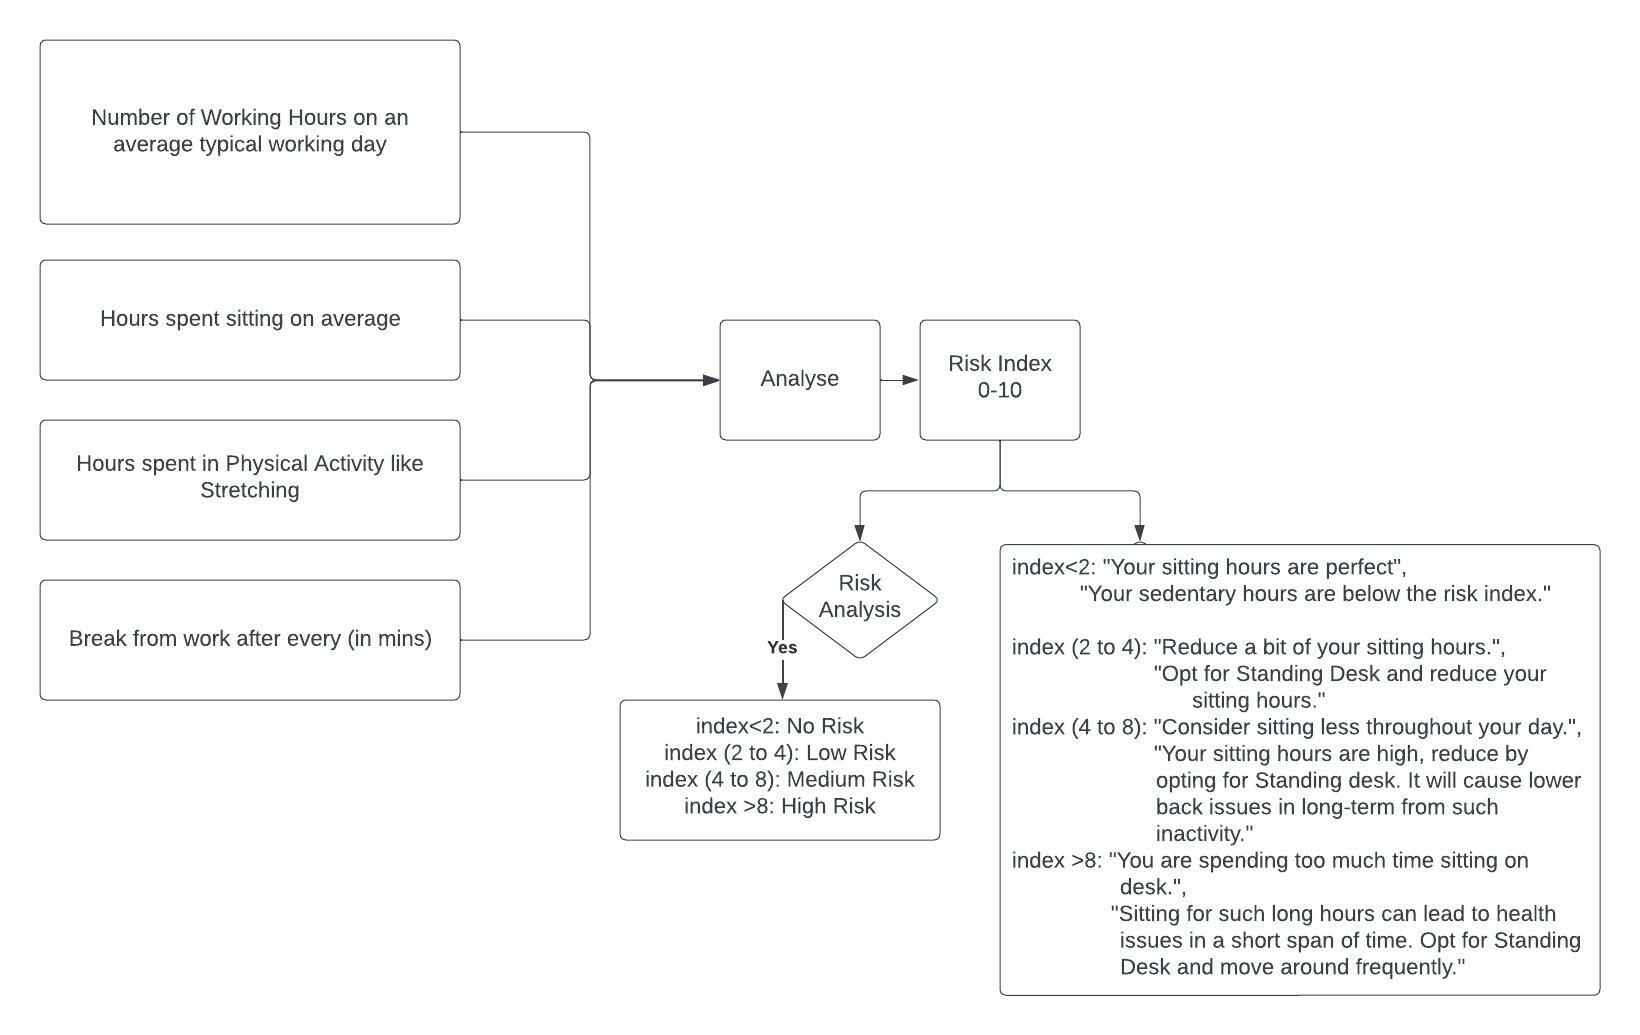 Number of Working Hours on an
average typical working day
Hours spent sitting on average
Hours spent in Physical Activity like
Stretching
Break from work after every (in mins)
Analyse
Risk Index
0-10
Risk
Analysis
Yes
index<2: No Risk
index (2 to 4): Low Risk
index (4 to 8): Medium Risk
index >8: High Risk
index<2: "Your sitting hours are perfect",
"Your sedentary hours are below the risk index."
index (2 to 4): "Reduce a bit of your sitting hours.",
"Opt for Standing Desk and reduce your
sitting hours."
index (4 to 8): "Consider sitting less throughout your day.",
"Your sitting hours are high, reduce by
opting for Standing desk. It will cause lower
back issues in long-term from such
inactivity."
index >8: "You are spending too much time sitting on
desk.",
"Sitting for such long hours can lead to health
issues in a short span of time. Opt for Standing
Desk and move around frequently."